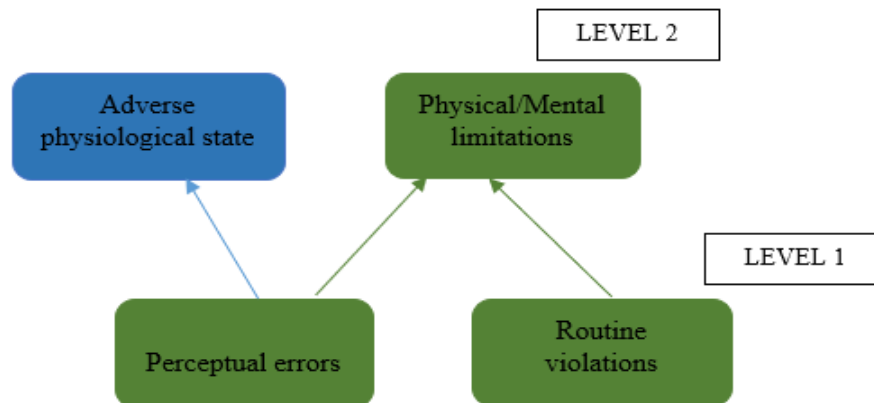 LEVEL 2
Adverse
physiological state
Physical/Mental
limitations
LEVEL 1
Perceptual errors
Routine
violations